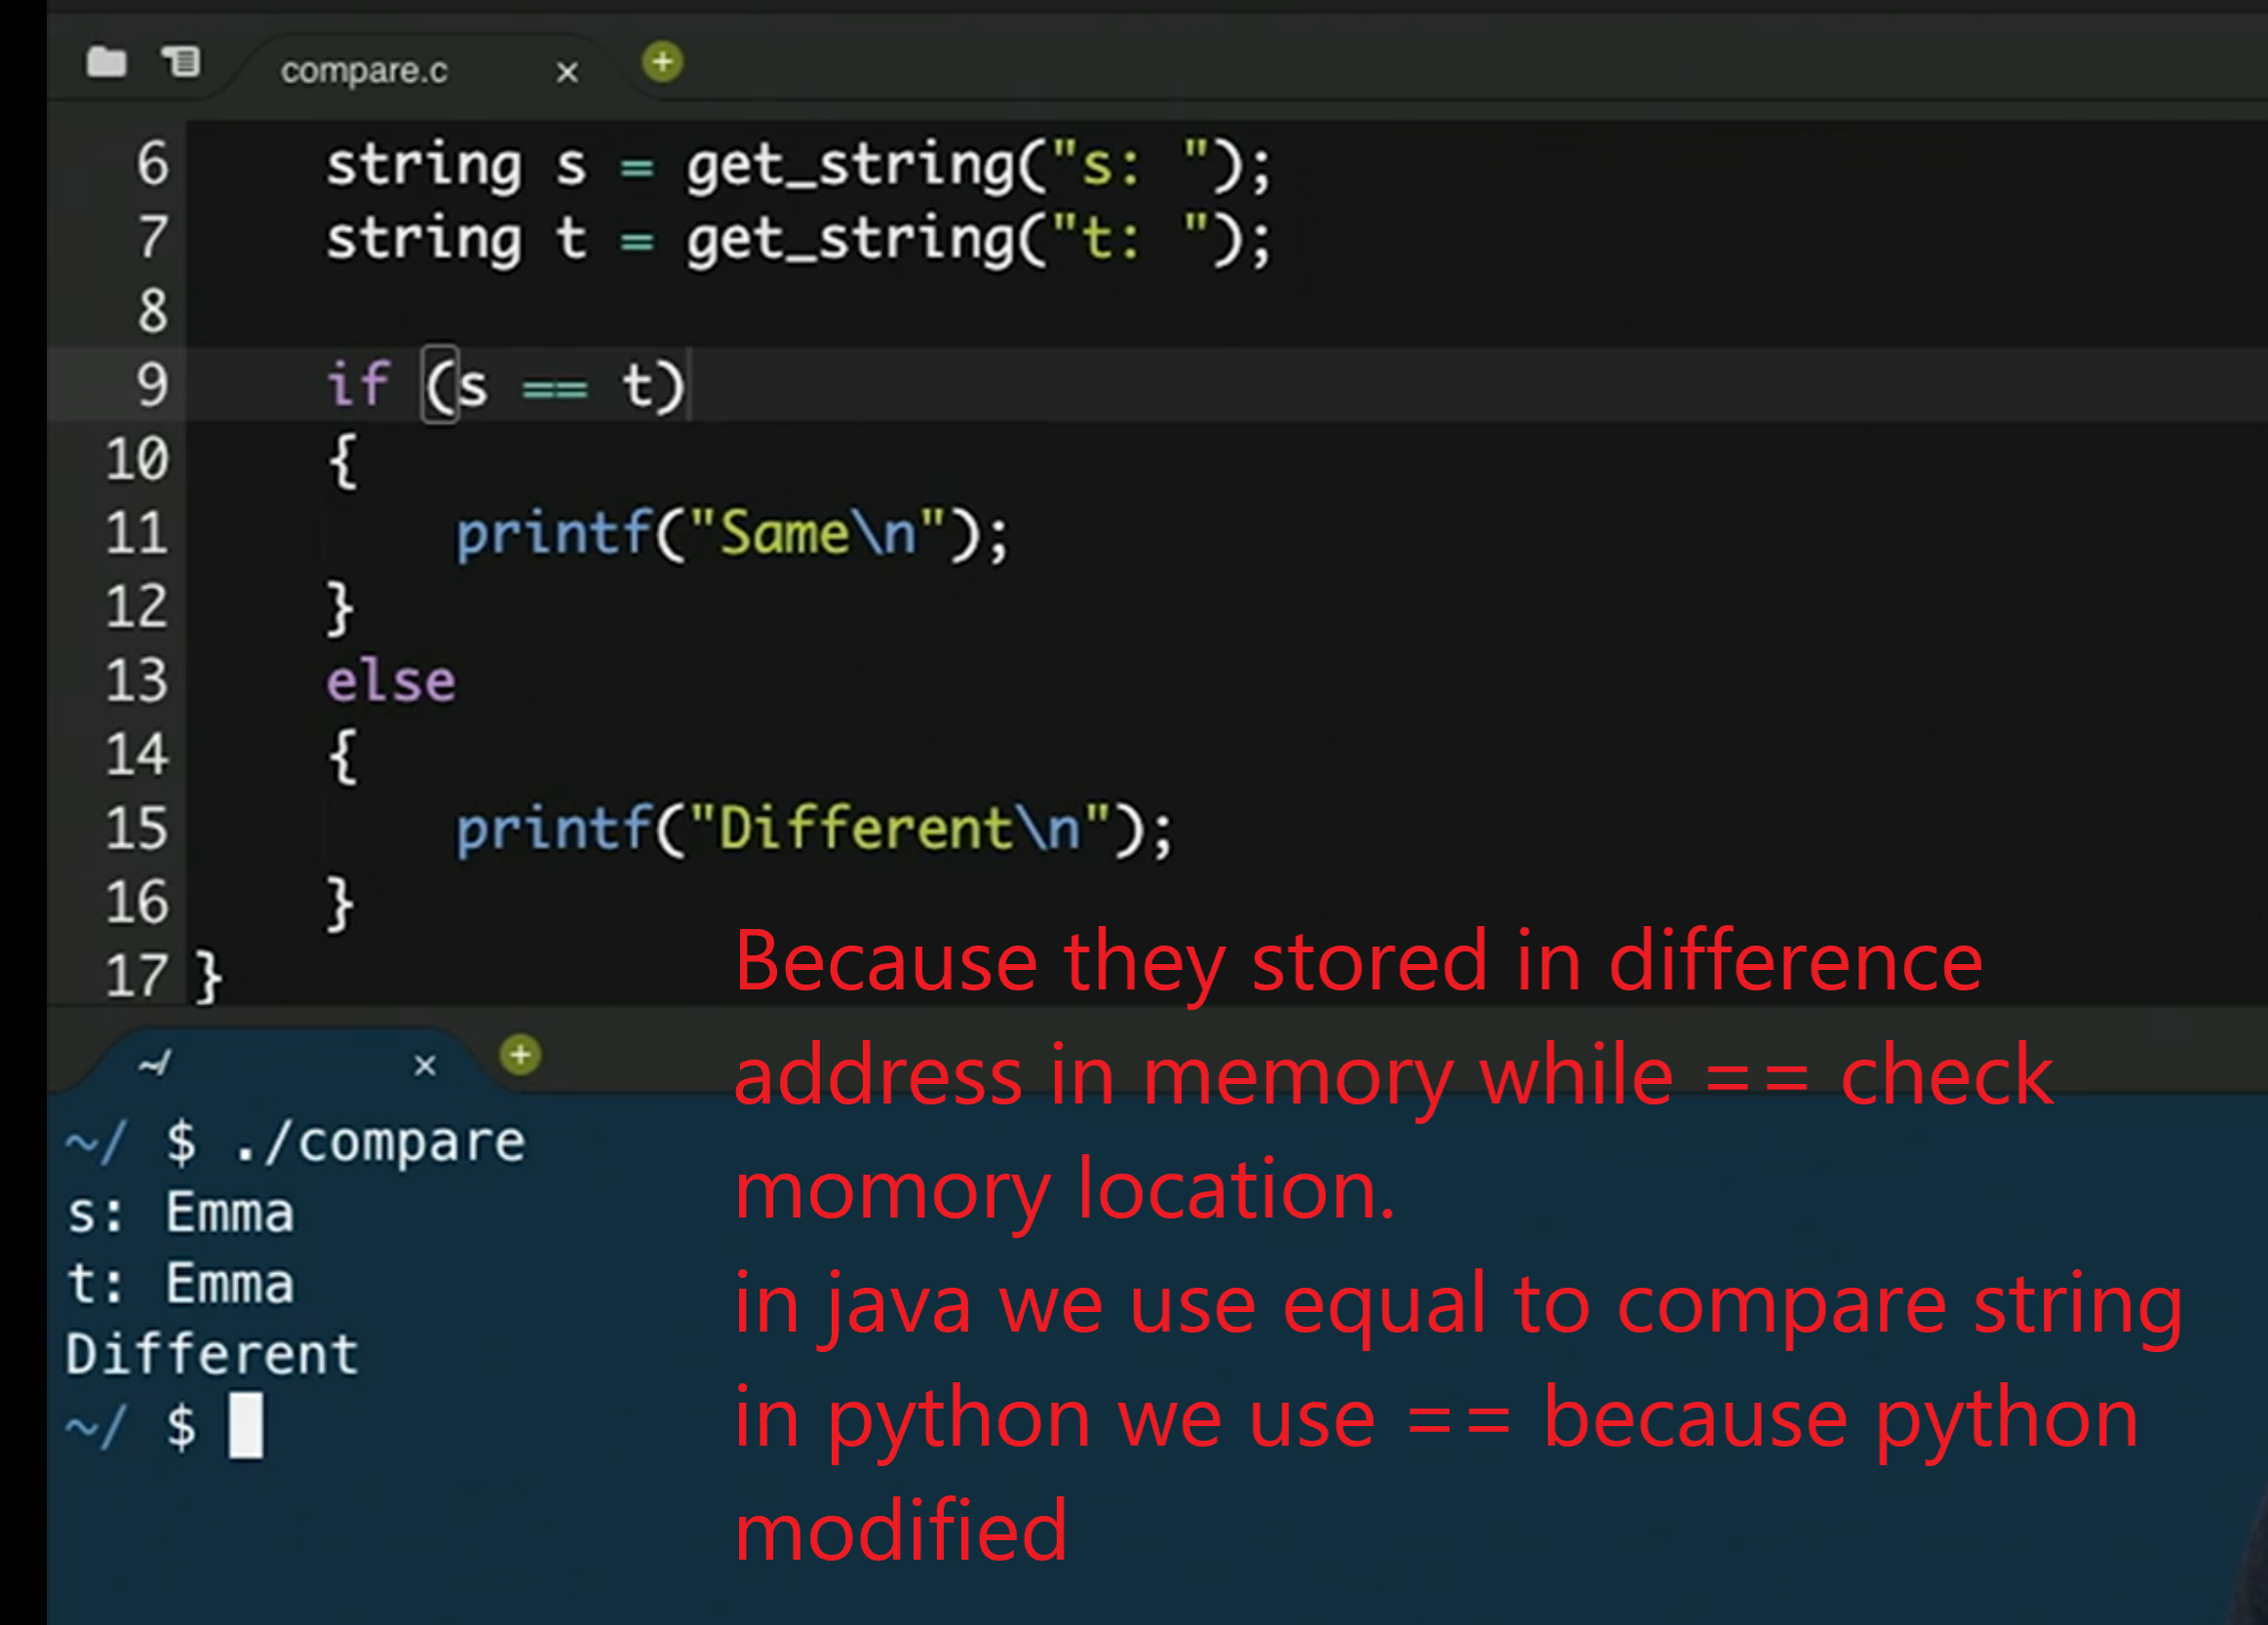 compare.c × +
6 string s = get_string("s: ");
7 string t = get_string("t: ");
8
9 if (s == t)
10 {
11 printf("Same\n");
12 }
13 else
14 {
15 printf("Different\n");
16 }
17 }
~/ × +
~/ $ ./compare
s: Emma
t: Emma
Different
~/ $
Because they stored in difference
address in memory while == check
momory location.
in java we use equal to compare string
in python we use == because python
modified